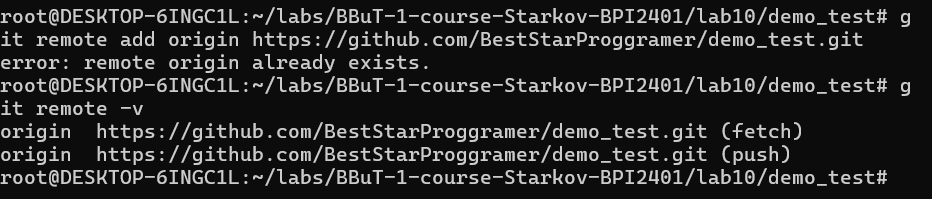 root@DESKTOP-6INGC1L:~/labs/BBuT-1-course-Starkov-BPI2401/lab10/demo_test# g
it remote add origin https://github.com/BestStarProggramer/demo_test.git
error: remote origin already exists.
root@DESKTOP-6INGC1L:~/labs/BBuT-1-course-Starkov-BPI2401/lab10/demo_test# g
it remote -v
origin  https://github.com/BestStarProggramer/demo_test.git (fetch)
origin  https://github.com/BestStarProggramer/demo_test.git (push)
root@DESKTOP-6INGC1L:~/labs/BBuT-1-course-Starkov-BPI2401/lab10/demo_test#